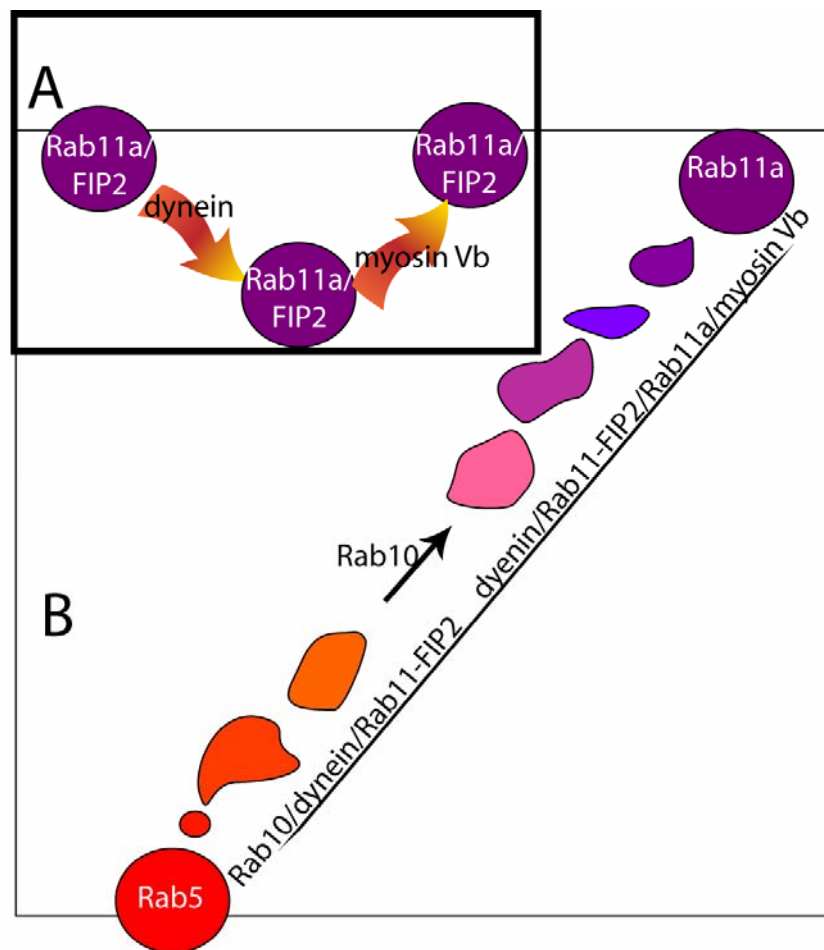 A
Rab11a/
FIP2
dynein
Rab11a/
FIP2
myosin Vb
Rab11a/
FIP2
Rab11a
dyenin/Rab11-FIP2/Rab11a/myosin Vb
Rab10
B
Rab10/dynein/Rab11-FIP2
Rab5